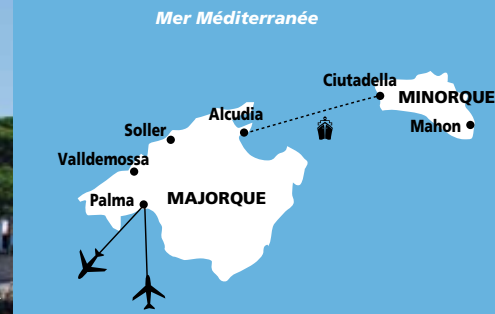 Mer Méditerranée
Ciutadella
MINORQUE
Mahon
Alcudia
Soller
Valldemossa
Palma
MAJORQUE